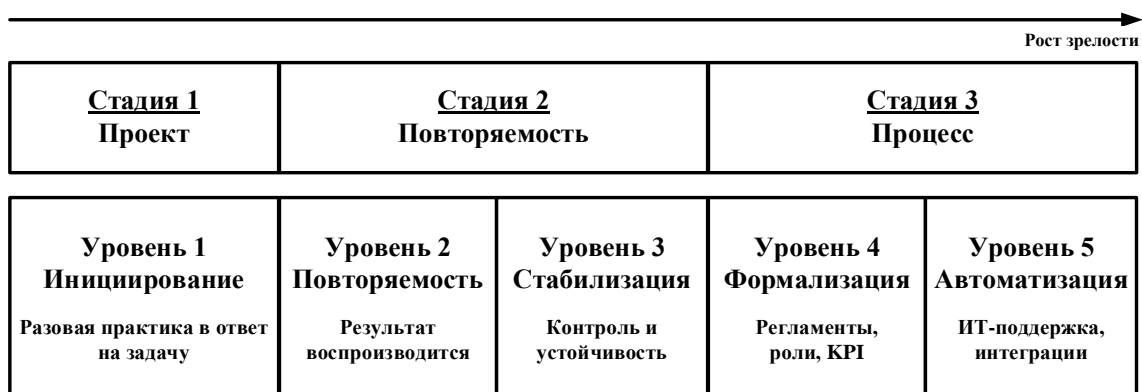 Рост зрелости
Стадия 1
Проект
Стадия 2
Повторяемость
Стадия 3
Процесс
Уровень 1
Инициирование
Разовая практика в ответ
на задачу
Уровень 2
Повторяемость
Результат
воспроизводится
Уровень 3
Стабилизация
Контроль и
устойчивость
Уровень 4
Формализация
Регламенты,
роли, KPI
Уровень 5
Автоматизация
ИТ-поддержка,
интеграции